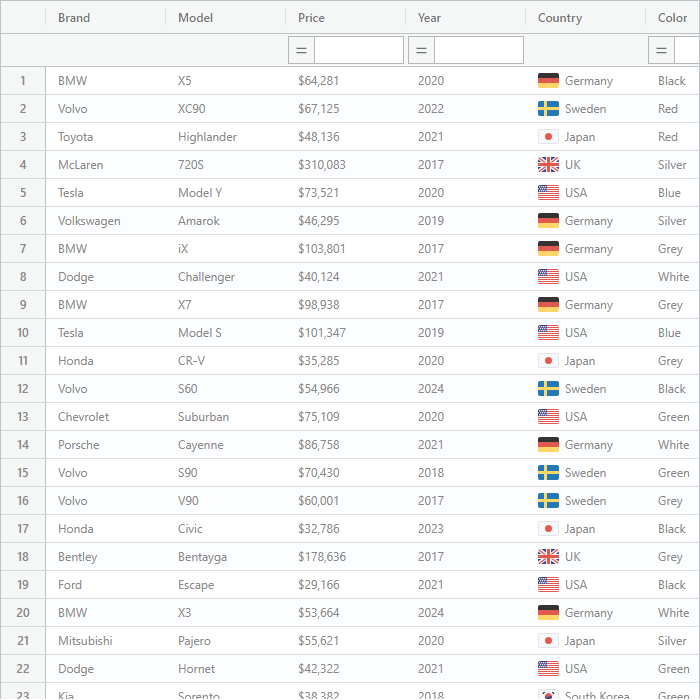 Brand Model Price Year Country Color
= = =
1 BMW X5 $64,281 2020 Germany Black
2 Volvo XC90 $67,125 2022 Sweden Red
3 Toyota Highlander $48,136 2021 Japan Red
4 McLaren 720S $310,083 2017 UK Silver
5 Tesla Model Y $73,521 2020 USA Blue
6 Volkswagen Amarok $46,295 2019 Germany Silver
7 BMW iX $103,801 2017 Germany Grey
8 Dodge Challenger $40,124 2021 USA White
9 BMW X7 $98,938 2017 Germany Grey
10 Tesla Model S $101,347 2019 USA Blue
11 Honda CR-V $35,285 2020 Japan Grey
12 Volvo S60 $54,966 2024 Sweden Black
13 Chevrolet Suburban $75,109 2020 USA Green
14 Porsche Cayenne $86,758 2021 Germany White
15 Volvo S90 $70,430 2018 Sweden Green
16 Volvo V90 $60,001 2017 Sweden Grey
17 Honda Civic $32,786 2023 Japan Black
18 Bentley Bentayga $178,636 2017 UK Grey
19 Ford Escape $29,166 2021 USA Black
20 BMW X3 $53,664 2024 Germany White
21 Mitsubishi Pajero $55,621 2020 Japan Silver
22 Dodge Hornet $42,322 2021 USA Green
23 Kia Sorento $38,382 2018 South Korea Green